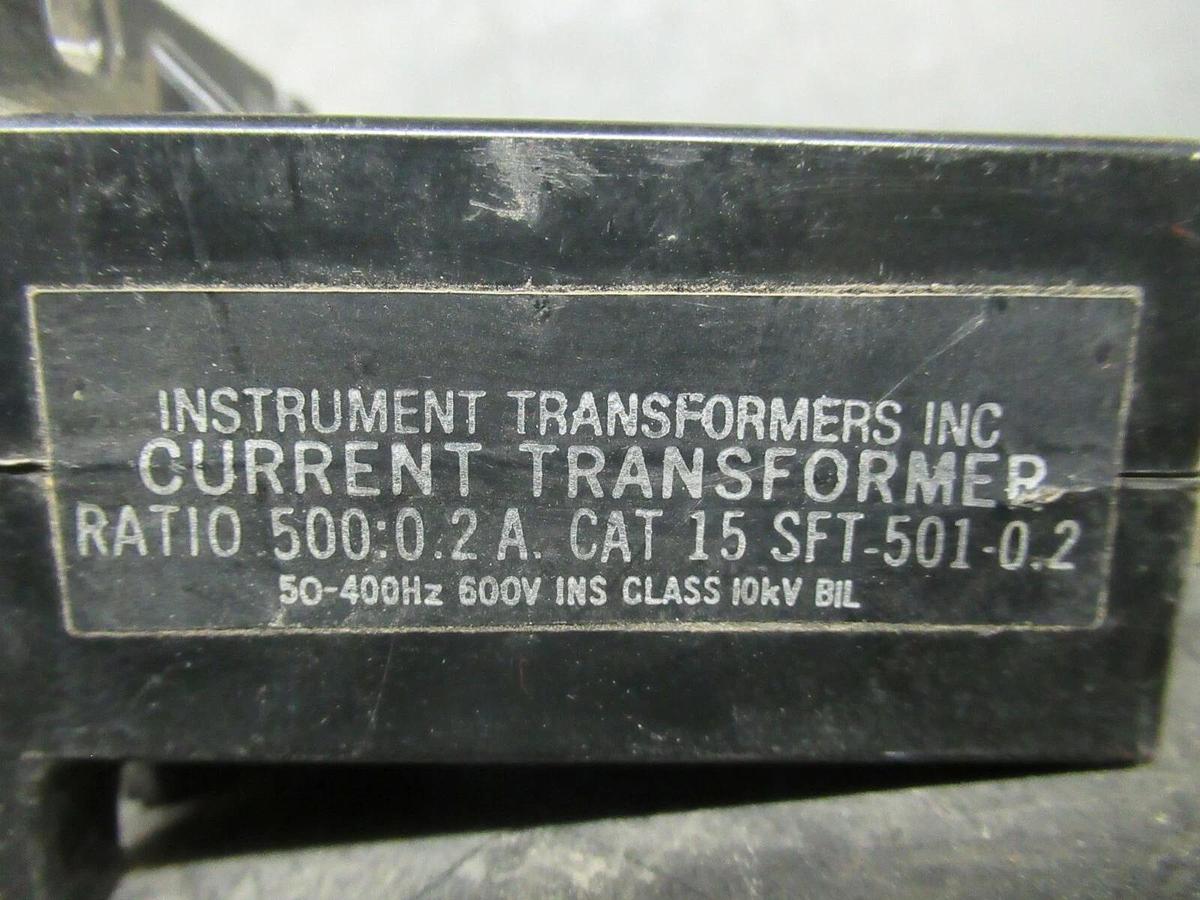 INSTRUMENT TRANSFORMERS INC
CURRENT TRANSFORMER
RATIO 500:0.2 A. CAT 15 SFT-501-0.2
50-400Hz 600V INS CLASS 10kV BIL